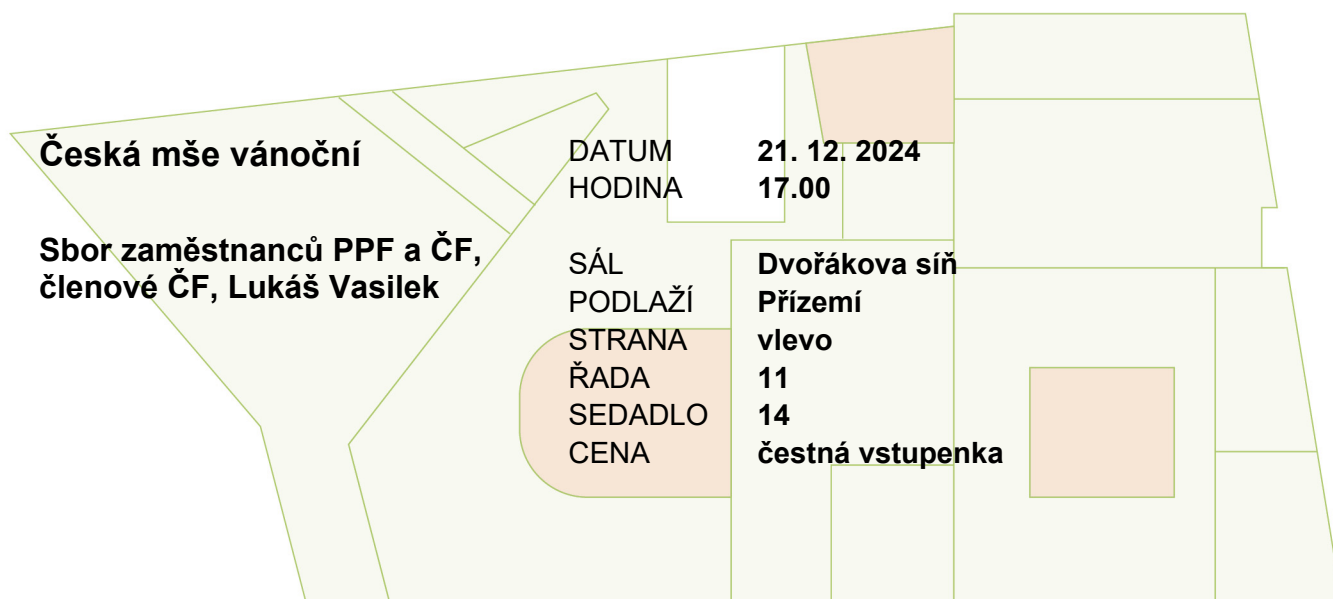 Česká mše vánoční
Sbor zaměstnanců PPF a ČF,
členové ČF, Lukáš Vasilek
DATUM 21. 12. 2024
HODINA 17.00
SÁL Dvořákova síň
PODLAŽÍ Přízemí
STRANA vlevo
ŘADA 11
SEDADLO 14
CENA čestná vstupenka